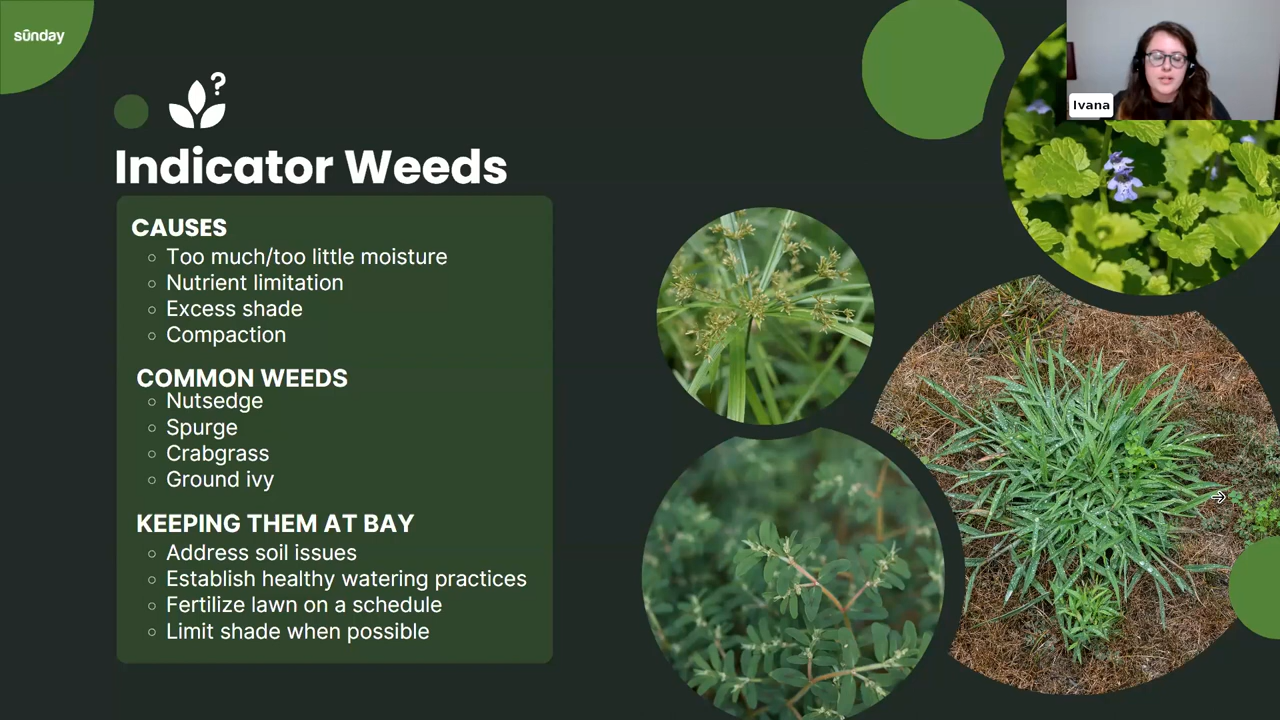 sūnday
?
Indicator Weeds
CAUSES
Too much/too little moisture
Nutrient limitation
Excess shade
Compaction
COMMON WEEDS
Nutsedge
Spurge
Crabgrass
Ground ivy
KEEPING THEM AT BAY
Address soil issues
Establish healthy watering practices
Fertilize lawn on a schedule
Limit shade when possible
Ivana